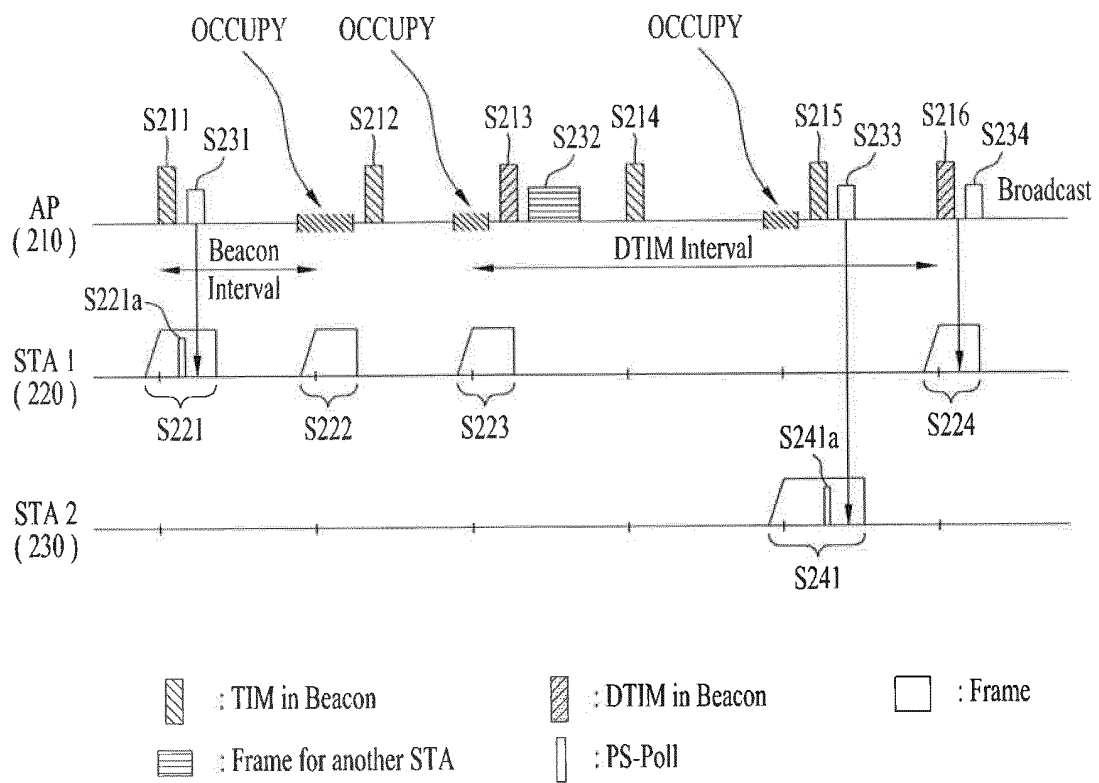 OCCUPY OCCUPY OCCUPY
S211 S231 S212 S213 S232 S214 S215 S233 S216 S234
AP
( 210 )
Broadcast
Beacon
Interval
DTIM Interval
S221a
STA 1
( 220 )
S221 S222 S223 S224
S241a
STA 2
( 230 )
S241
: TIM in Beacon : DTIM in Beacon : Frame
: Frame for another STA : PS-Poll